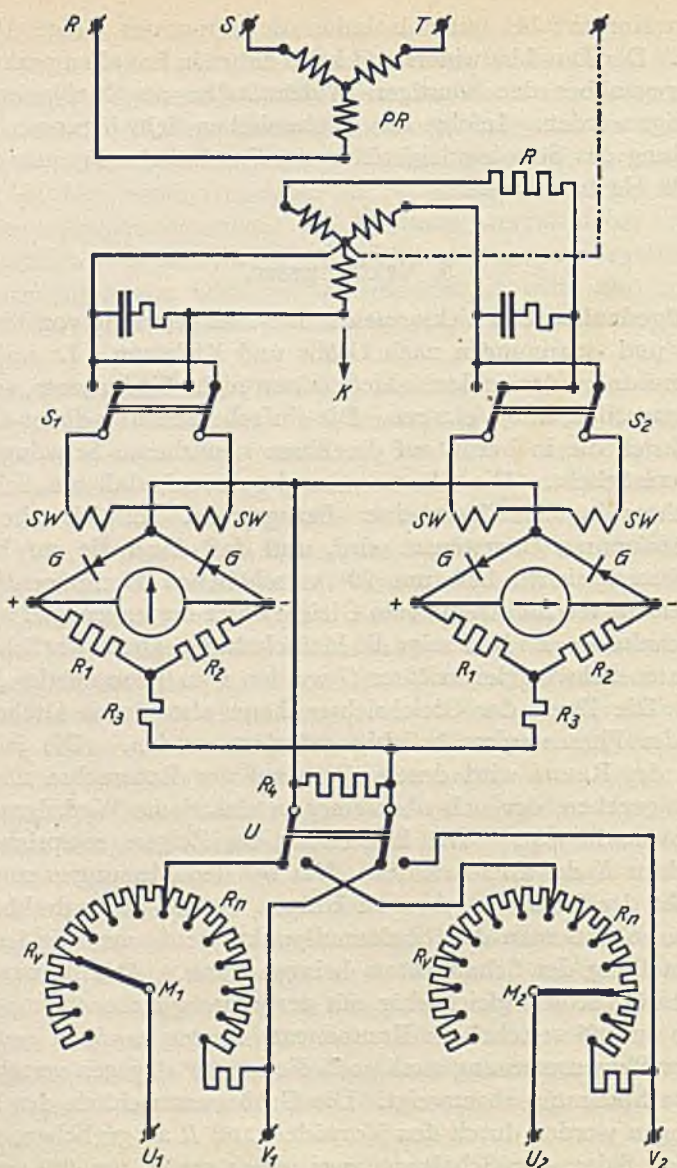 R S T
PR
R
K
S1 S2
SW SW SW SW
G G G G
+ - + -
R1 R2 R1 R2
R3 R3
R4
U
Rn Rn
Rv Rv
M1 M2
U1 V1 U2 V2